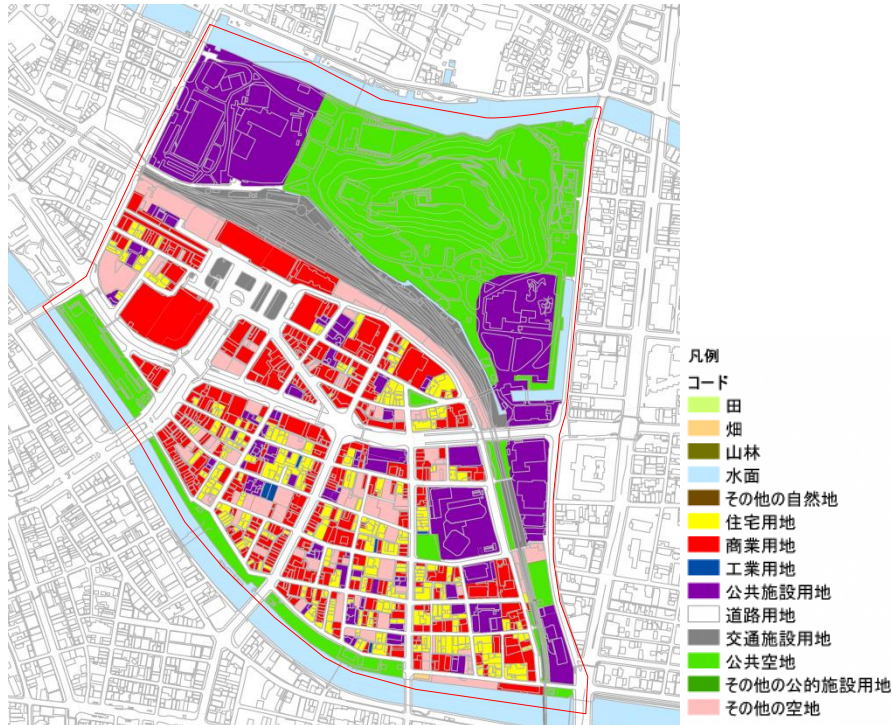 凡例
コード
田
畑
山林
水面
その他の自然地
住宅用地
商業用地
工業用地
公共施設用地
道路用地
交通施設用地
公共空地
その他の公的施設用地
その他の空地